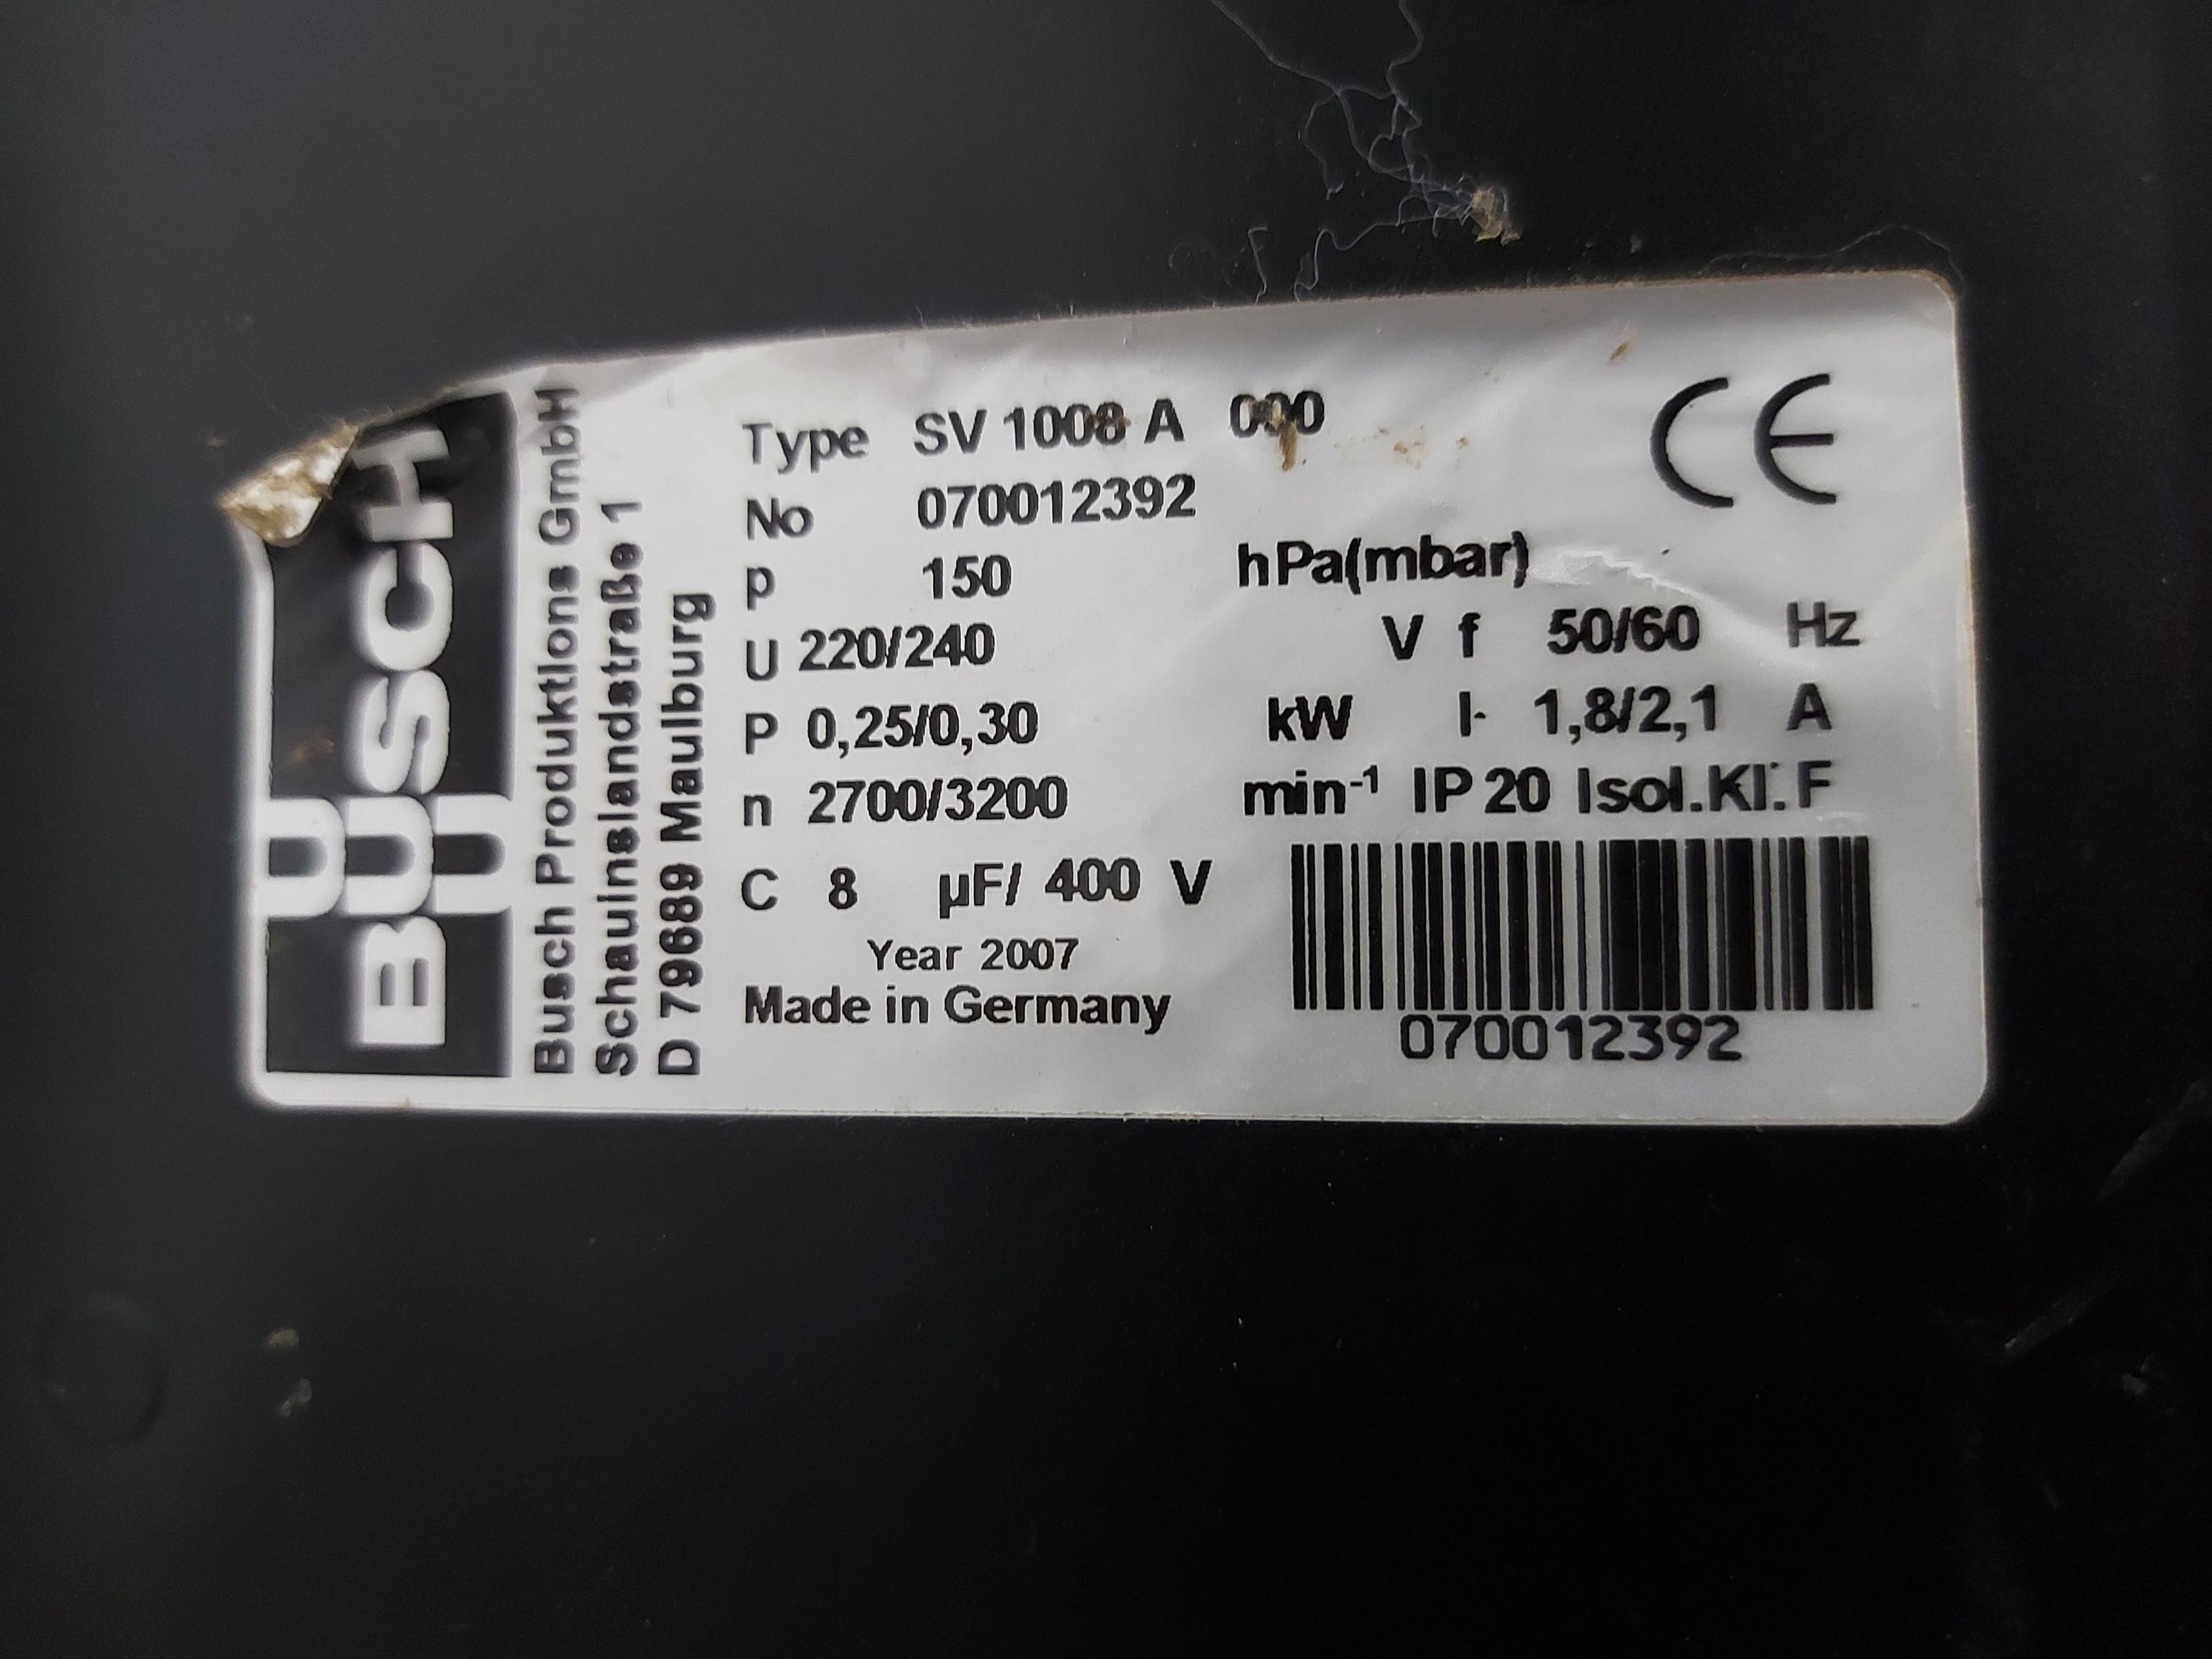 BUSCH
Busch Produktions GmbH
Schauinslandstraße 1
D 79689 Maulburg
Type SV 1008 A 000
No 070012392
p 150 hPa(mbar)
U 220/240 V f 50/60 Hz
P 0,25/0,30 kW I- 1,8/2,1 A
n 2700/3200 min⁻¹ IP 20 Isol.Kl. F
C 8 µF/ 400 V
Year 2007
Made in Germany
CE
070012392